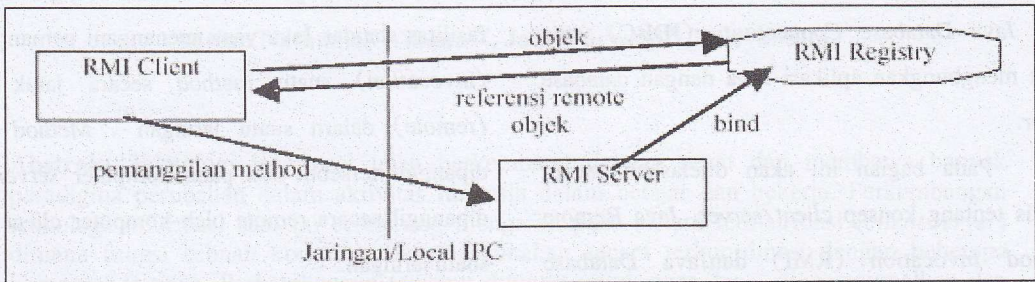 objek
RMI Client
RMI Registry
referensi remote
objek
bind
pemanggilan method
RMI Server
Jaringan/Local IPC